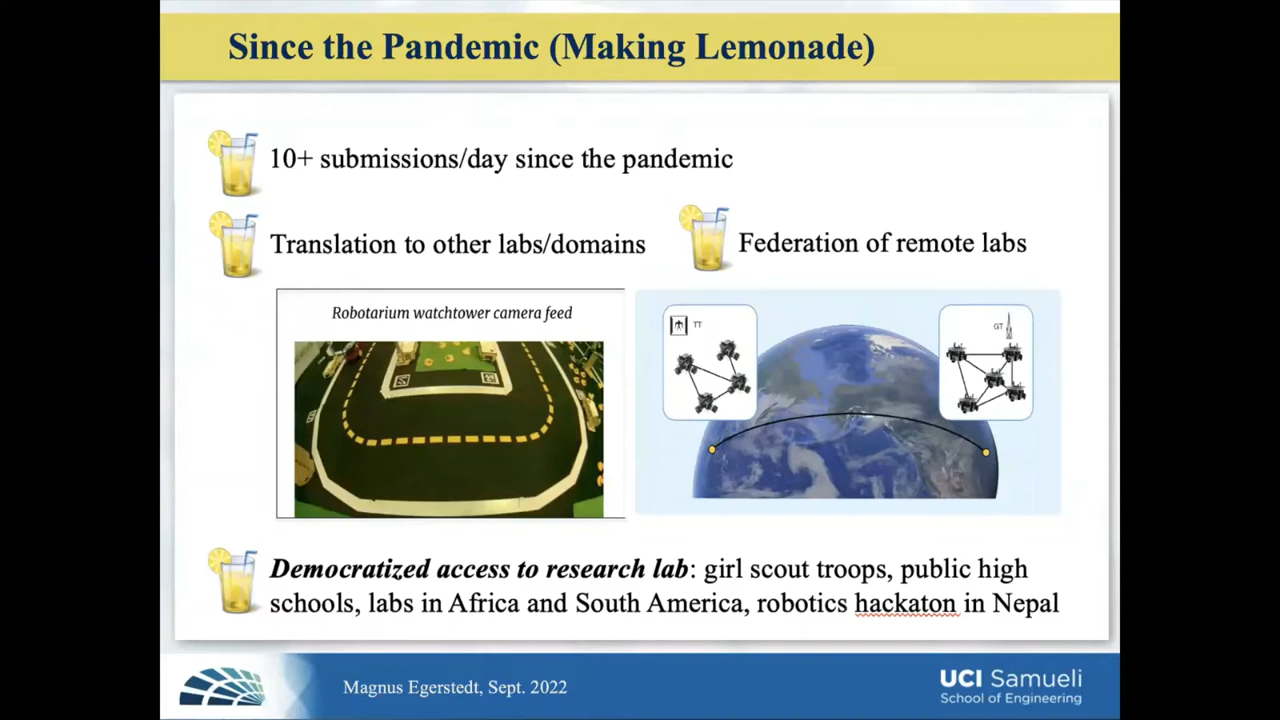 Since the Pandemic (Making Lemonade)
10+ submissions/day since the pandemic
Translation to other labs/domains
Federation of remote labs
Robotarium watchtower camera feed
TT
GT
Democratized access to research lab: girl scout troops, public high
schools, labs in Africa and South America, robotics hackaton in Nepal
Magnus Egerstedt, Sept. 2022
UCI Samueli
School of Engineering